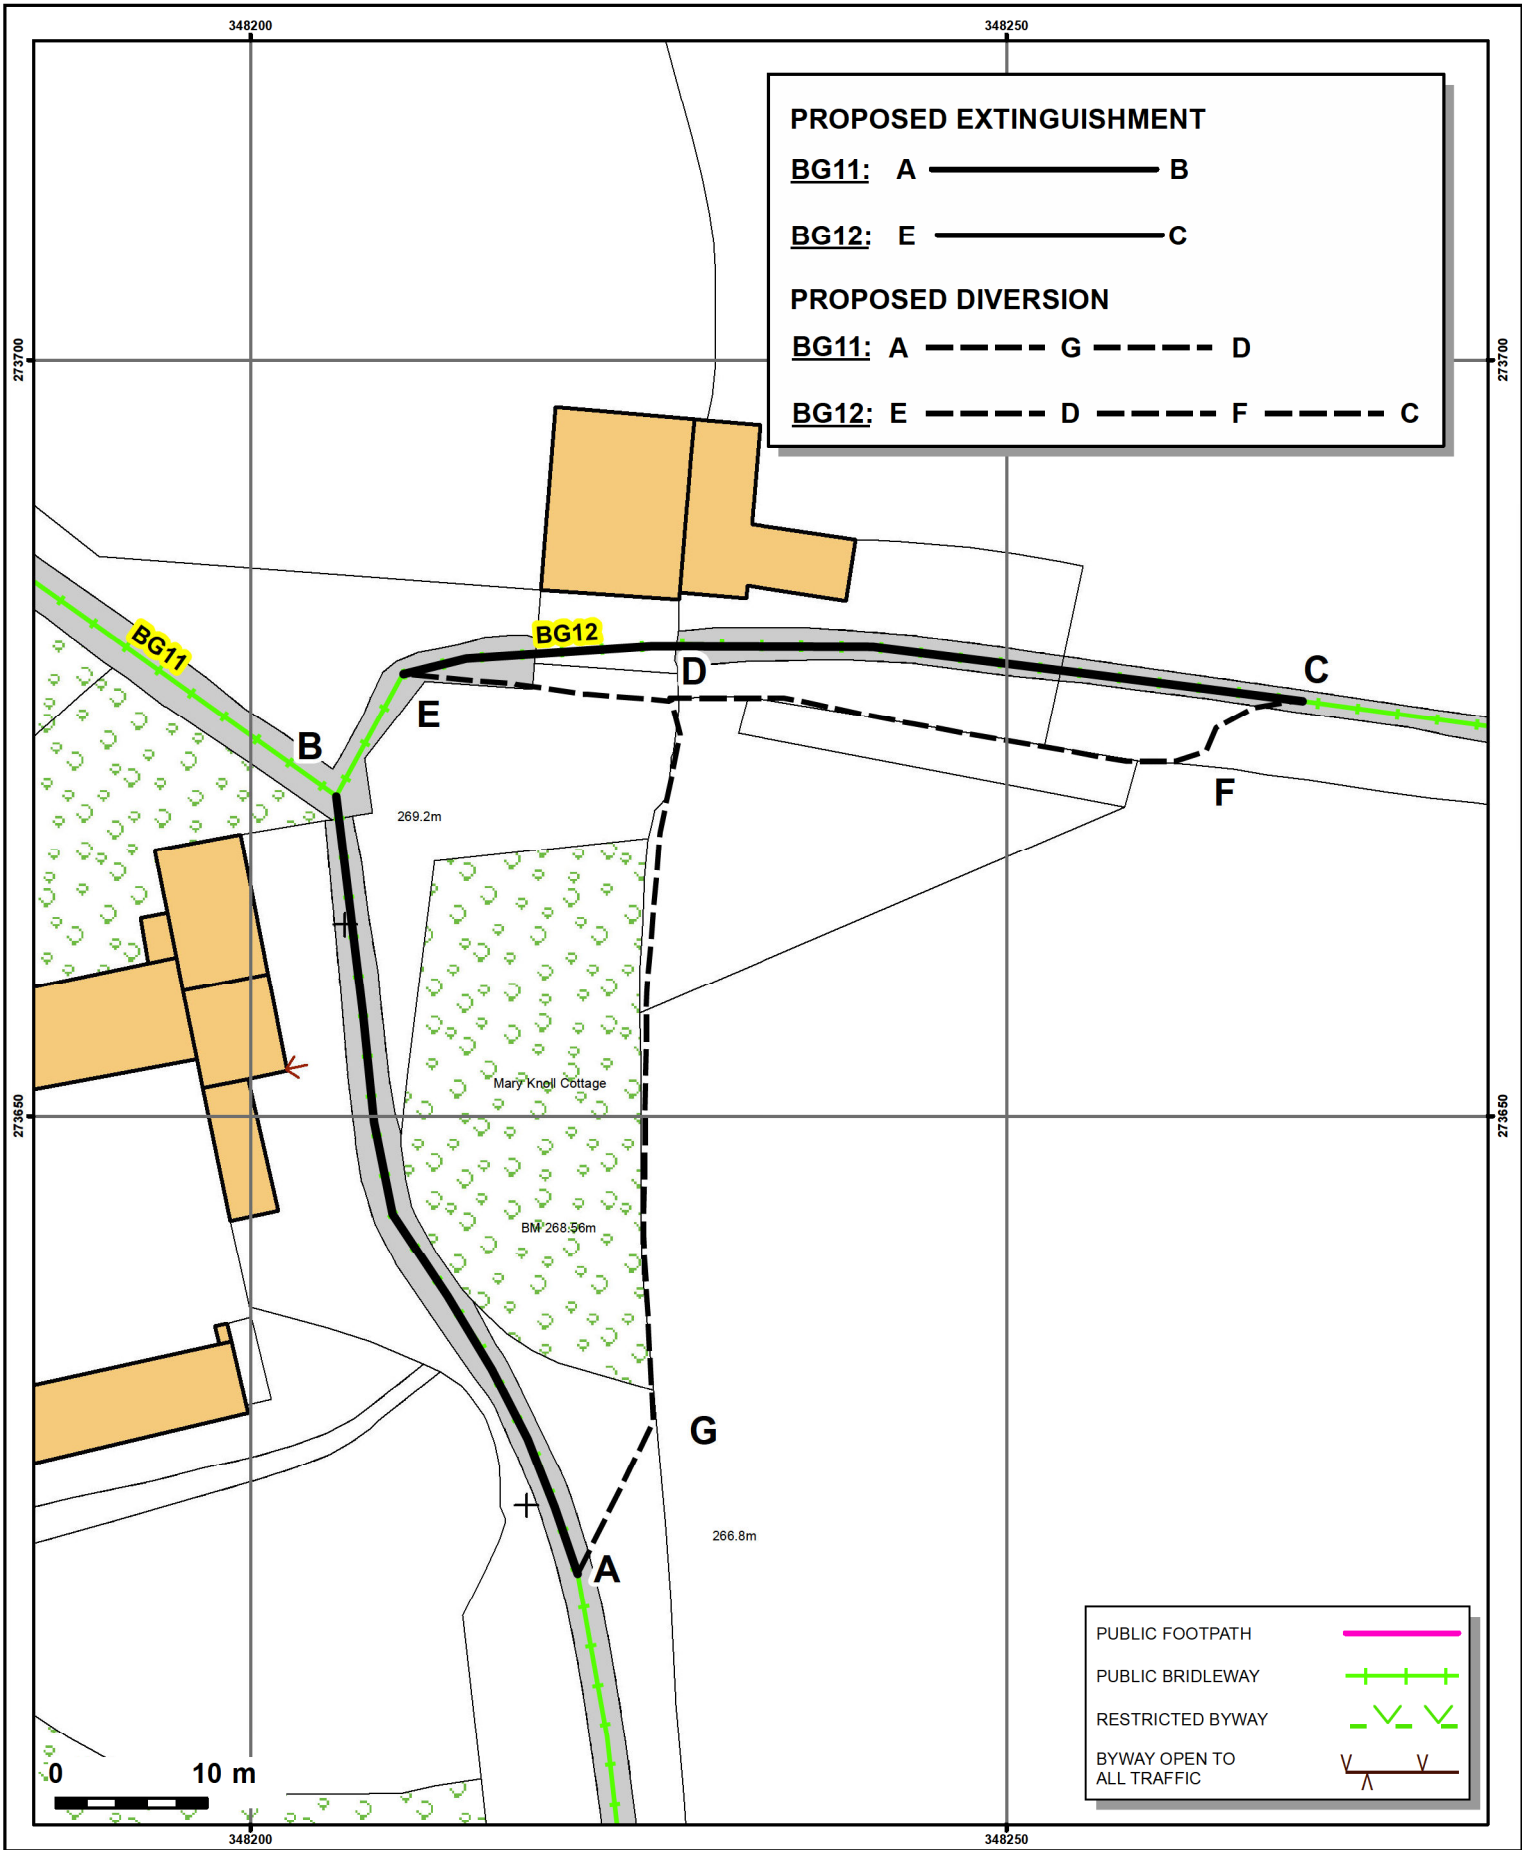 348200
348250
PROPOSED EXTINGUISHMENT
BG11: A B
BG12: E C
PROPOSED DIVERSION
BG11: A G D
BG12: E D F C
273700
273700
BG11
BG12
D
C
E
B
F
269.2m
Mary Knoll Cottage
273650
273650
BM 268.56m
G
266.8m
A
PUBLIC FOOTPATH
PUBLIC BRIDLEWAY
RESTRICTED BYWAY
BYWAY OPEN TO
ALL TRAFFIC
0 10 m
348200
348250